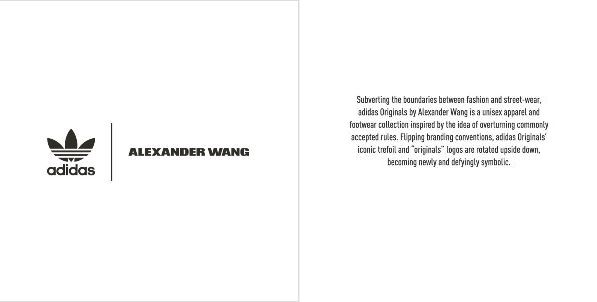 adidas
ALEXANDER WANG
Subverting the boundaries between fashion and street-wear,
adidas Originals by Alexander Wang is a unisex apparel and
footwear collection inspired by the idea of overturning commonly
accepted rules. Flipping branding conventions, adidas Originals'
iconic trefoil and "originals" logos are rotated upside down,
becoming newly and defyingly symbolic.